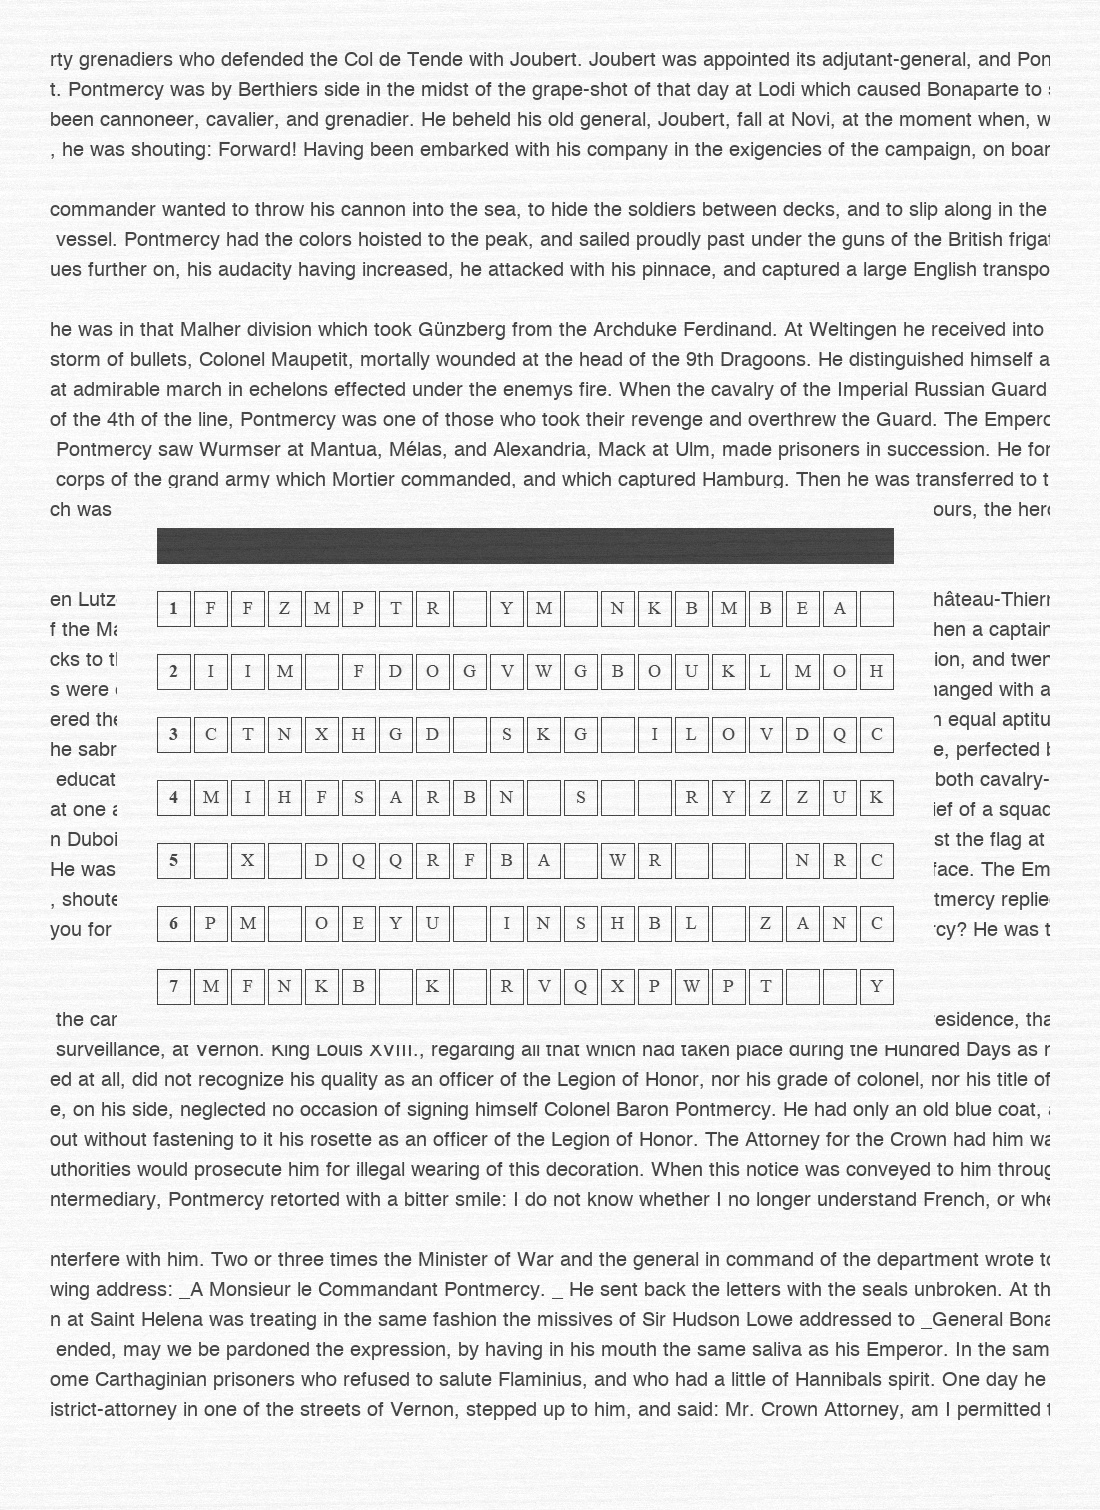 rty grenadiers who defended the Col de Tende with Joubert. Joubert was appointed its adjutant-general, and Pon
t. Pontmercy was by Berthiers side in the midst of the grape-shot of that day at Lodi which caused Bonaparte to
been cannoneer, cavalier, and grenadier. He beheld his old general, Joubert, fall at Novi, at the moment when, w
, he was shouting: Forward! Having been embarked with his company in the exigencies of the campaign, on boar
commander wanted to throw his cannon into the sea, to hide the soldiers between decks, and to slip along in the
vessel. Pontmercy had the colors hoisted to the peak, and sailed proudly past under the guns of the British frigat
ues further on, his audacity having increased, he attacked with his pinnace, and captured a large English transpo
he was in that Malher division which took Günzberg from the Archduke Ferdinand. At Weltingen he received into
storm of bullets, Colonel Maupetit, mortally wounded at the head of the 9th Dragoons. He distinguished himself a
at admirable march in echelons effected under the enemys fire. When the cavalry of the Imperial Russian Guard
of the 4th of the line, Pontmercy was one of those who took their revenge and overthrew the Guard. The Empero
Pontmercy saw Wurmser at Mantua, Mélas, and Alexandria, Mack at Ulm, made prisoners in succession. He for
corps of the grand army which Mortier commanded, and which captured Hamburg. Then he was transferred to t
ch was ours, the hero
1 F F Z M P T R Y M N K B M B E A
en Lutz hâteau-Thierr
f the Ma hen a captain
2 I I M F D O G V W G B O U K L M O H
cks to th ion, and twen
s were hanged with a
ered the n equal aptitu
3 C T N X H G D S K G I L O V D Q C
he sabr e, perfected b
educat both cavalry-
4 M I H F S A R B N S R Y Z Z U K
at one a ief of a squad
n Duboi st the flag at
5 X D Q Q R F B A W R N R C
He was face. The Em
, shoute tmercy replie
6 P M O E Y U I N S H B L Z A N C
you for rcy? He was t
7 M F N K B K R V Q X P W P T Y
the car esidence, tha
surveillance, at Vernon. King Louis XVIII., regarding all that which had taken place during the Hundred Days as n
ed at all, did not recognize his quality as an officer of the Legion of Honor, nor his grade of colonel, nor his title of
e, on his side, neglected no occasion of signing himself Colonel Baron Pontmercy. He had only an old blue coat,
out without fastening to it his rosette as an officer of the Legion of Honor. The Attorney for the Crown had him wa
uthorities would prosecute him for illegal wearing of this decoration. When this notice was conveyed to him throug
ntermediary, Pontmercy retorted with a bitter smile: I do not know whether I no longer understand French, or whe
nterfere with him. Two or three times the Minister of War and the general in command of the department wrote to
wing address: _A Monsieur le Commandant Pontmercy. _ He sent back the letters with the seals unbroken. At th
n at Saint Helena was treating in the same fashion the missives of Sir Hudson Lowe addressed to _General Bona
ended, may we be pardoned the expression, by having in his mouth the same saliva as his Emperor. In the sam
ome Carthaginian prisoners who refused to salute Flaminius, and who had a little of Hannibals spirit. One day he
istrict-attorney in one of the streets of Vernon, stepped up to him, and said: Mr. Crown Attorney, am I permitted t